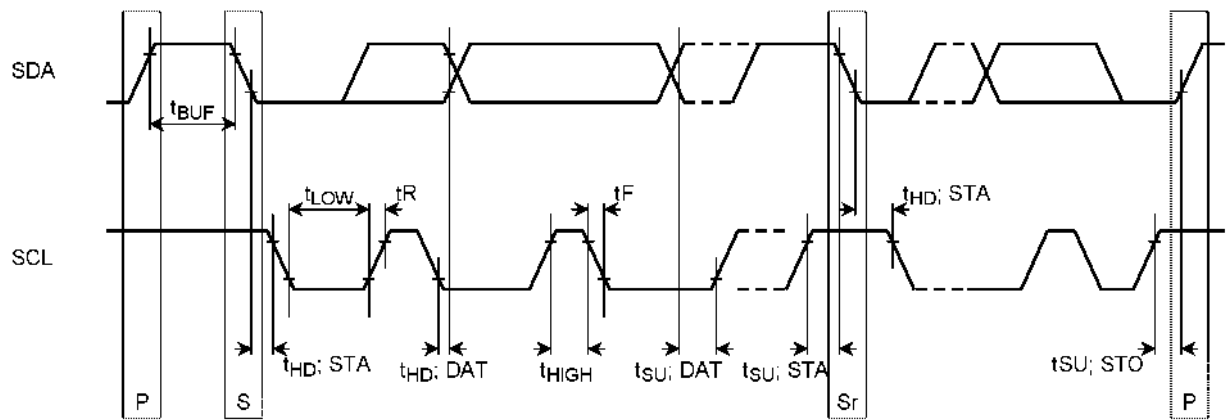 SDA
tBUF
tLOW
tR
tF
tHD; STA
SCL
tHD; STA
tHD; DAT
tHIGH
tSU; DAT
tSU; STA
tSU; STO
P
S
Sr
P